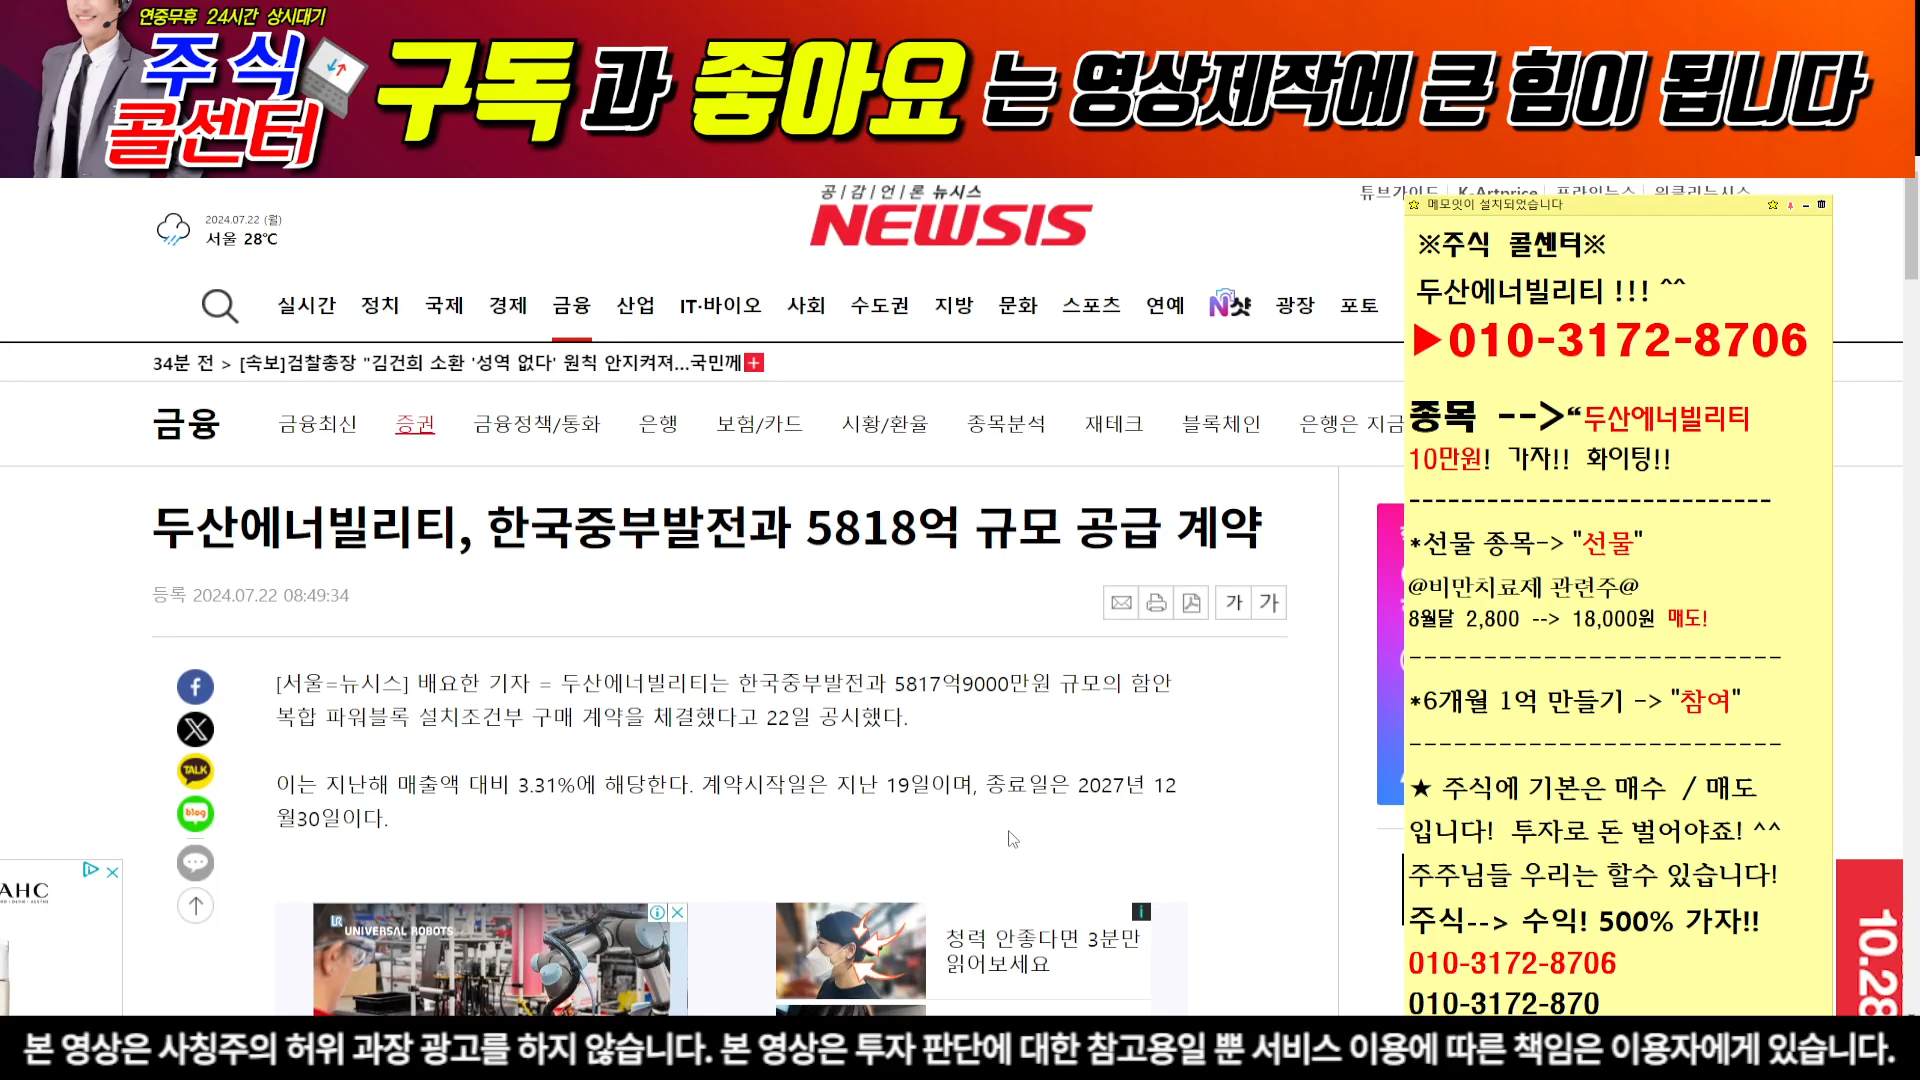 연중무휴 24시간 상시대기
주식
콜센터
구독과 좋아요는 영상제작에 큰 힘이 됩니다
공|감|언|론 뉴시스
NEWSIS
2024.07.22 (월)
서울 28℃
튜브가이드 K-Artprice 프라임뉴스 위클리뉴시스
실시간 정치 국제 경제 금융 산업 IT·바이오 사회 수도권 지방 문화 스포츠 연예 N샷 광장 포토
34분 전 > [속보]검찰총장 "김건희 소환 '성역 없다' 원칙 안지켜져...국민께
금융
금융최신 증권 금융정책/통화 은행 보험/카드 시황/환율 종목분석 재테크 블록체인 은행은 지금
두산에너빌리티, 한국중부발전과 5818억 규모 공급 계약
등록 2024.07.22 08:49:34
가 가
[서울=뉴시스] 배요한 기자 = 두산에너빌리티는 한국중부발전과 5817억9000만원 규모의 함안
복합 파워블록 설치조건부 구매 계약을 체결했다고 22일 공시했다.
이는 지난해 매출액 대비 3.31%에 해당한다. 계약시작일은 지난 19일이며, 종료일은 2027년 12
월30일이다.
TALK
blog
AHC
UR UNIVERSAL ROBOTS
청력 안좋다면 3분만
읽어보세요
메모잇이 설치되었습니다
※주식 콜센터※
두산에너빌리티 !!! ^^
▶010-3172-8706
종목 -->“두산에너빌리티
10만원! 가자!! 화이팅!!
----------------------------
*선물 종목-> "선물"
@비만치료제 관련주@
8월달 2,800 --> 18,000원 매도!
--------------------------
*6개월 1억 만들기 -> "참여"
--------------------------
★ 주식에 기본은 매수 / 매도
입니다! 투자로 돈 벌어야죠! ^^
주주님들 우리는 할수 있습니다!
주식--> 수익! 500% 가자!!
010-3172-8706
010-3172-870
10.28
본 영상은 사칭주의 허위 과장 광고를 하지 않습니다. 본 영상은 투자 판단에 대한 참고용일 뿐 서비스 이용에 따른 책임은 이용자에게 있습니다.